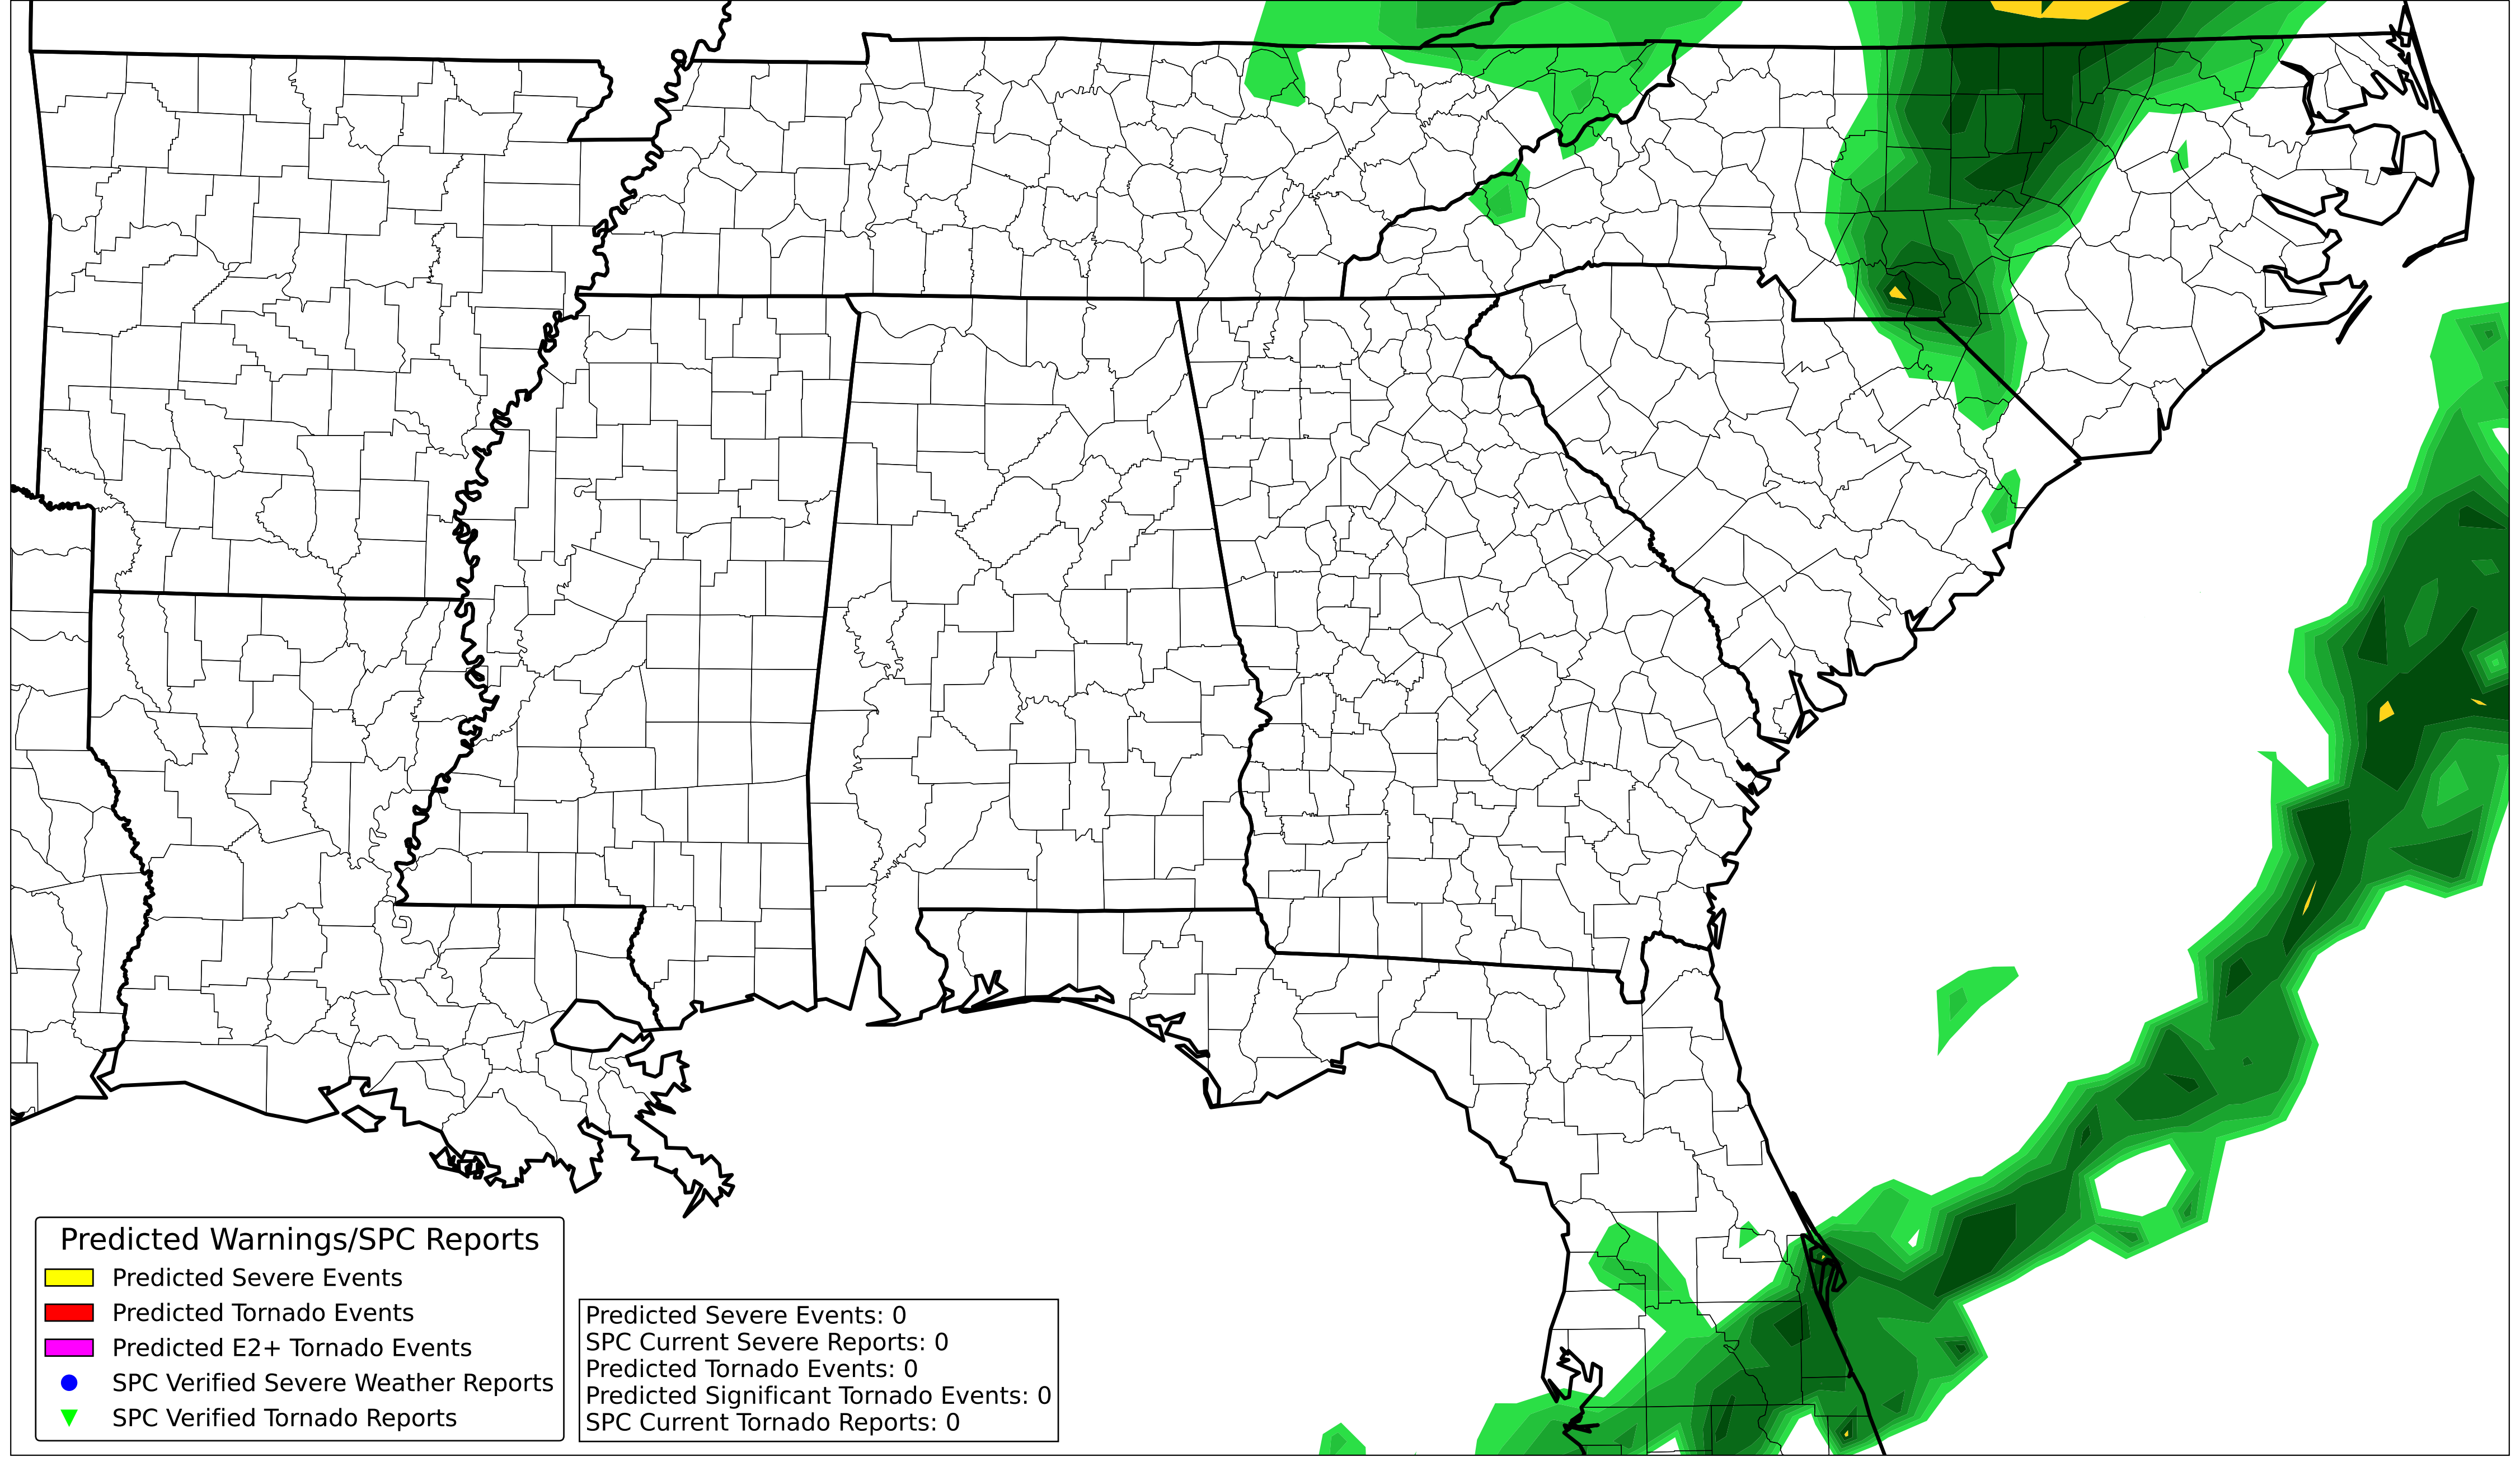 Predicted Warnings/SPC Reports
Predicted Severe Events
Predicted Tornado Events
Predicted E2+ Tornado Events
SPC Verified Severe Weather Reports
SPC Verified Tornado Reports
Predicted Severe Events: 0
SPC Current Severe Reports: 0
Predicted Tornado Events: 0
Predicted Significant Tornado Events: 0
SPC Current Tornado Reports: 0